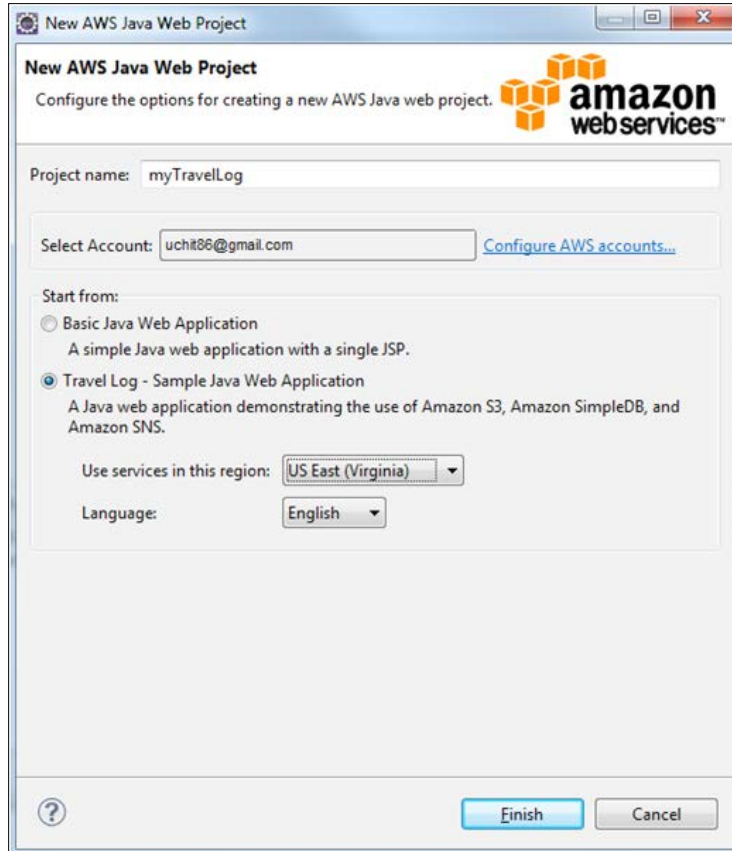 New AWS Java Web Project
New AWS Java Web Project
Configure the options for creating a new AWS Java web project.
amazon
webservices™
Project name: myTravelLog
Select Account: uchit86@gmail.com Configure AWS accounts...
Start from:
Basic Java Web Application
A simple Java web application with a single JSP.
Travel Log - Sample Java Web Application
A Java web application demonstrating the use of Amazon S3, Amazon SimpleDB, and
Amazon SNS.
Use services in this region: US East (Virginia)
Language: English
? Finish Cancel